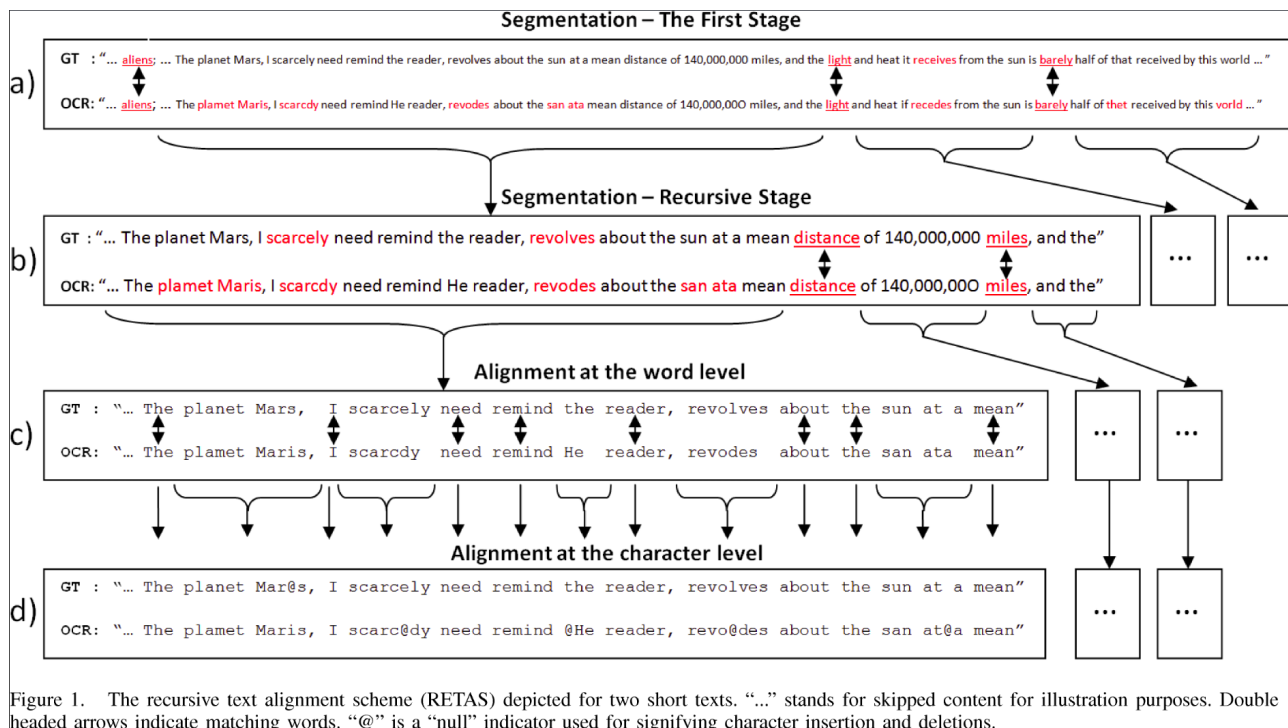 Segmentation – The First Stage
a)
GT : “... aliens; ... The planet Mars, I scarcely need remind the reader, revolves about the sun at a mean distance of 140,000,000 miles, and the light and heat it receives from the sun is barely half of that received by this world ... ”
OCR: “... aliens; ... The plamet Maris, I scarcdy need remind He reader, revodes about the san ata mean distance of 140,000,00O miles, and the light and heat if recedes from the sun is barely half of thet received by this vorld ... ”
Segmentation – Recursive Stage
b)
GT : “... The planet Mars, I scarcely need remind the reader, revolves about the sun at a mean distance of 140,000,000 miles, and the”
OCR: “... The plamet Maris, I scarcdy need remind He reader, revodes about the san ata mean distance of 140,000,00O miles, and the”
... ...
Alignment at the word level
c)
GT : “… The planet Mars, I scarcely need remind the reader, revolves about the sun at a mean”
OCR: “… The plamet Maris, I scarcdy need remind He reader, revodes about the san ata mean”
... ...
Alignment at the character level
d)
GT : “… The planet Mar@s, I scarcely need remind the reader, revolves about the sun at a mean”
OCR: “… The plamet Maris, I scarc@dy need remind @He reader, revo@des about the san at@a mean”
... ...
Figure 1. The recursive text alignment scheme (RETAS) depicted for two short texts. “...” stands for skipped content for illustration purposes. Double
headed arrows indicate matching words. “@” is a “null” indicator used for signifying character insertion and deletions.